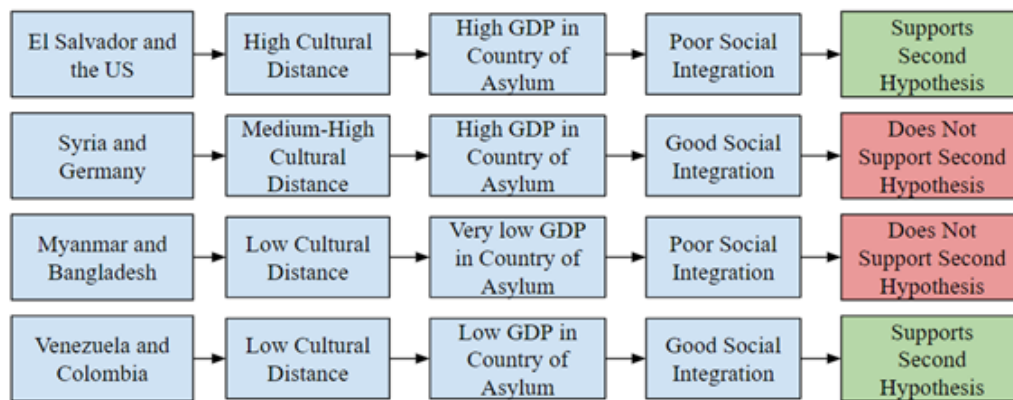 El Salvador and
the US
High Cultural
Distance
High GDP in
Country of
Asylum
Poor Social
Integration
Supports
Second
Hypothesis
Syria and
Germany
Medium-High
Cultural
Distance
High GDP in
Country of
Asylum
Good Social
Integration
Does Not
Support Second
Hypothesis
Myanmar and
Bangladesh
Low Cultural
Distance
Very low GDP
in Country of
Asylum
Poor Social
Integration
Does Not
Support Second
Hypothesis
Venezuela and
Colombia
Low Cultural
Distance
Low GDP in
Country of
Asylum
Good Social
Integration
Supports
Second
Hypothesis